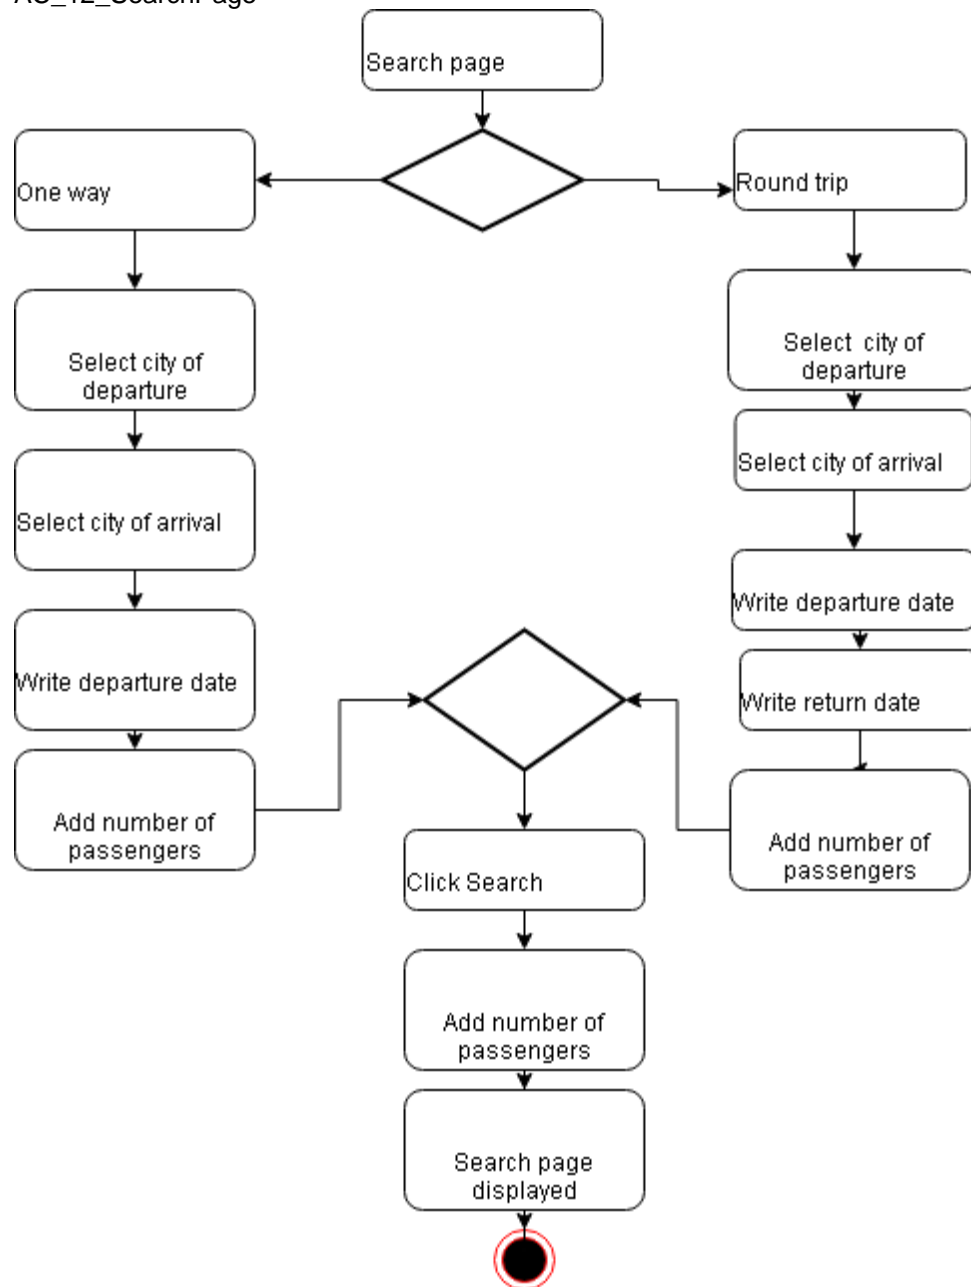 AC_12_SearchPage
Search page
One way
Round trip
Select city of
departure
Select city of arrival
Write departure date
Add number of
passengers
Select city of
departure
Select city of arrival
Write departure date
Write return date
Add number of
passengers
Click Search
Add number of
passengers
Search page
displayed